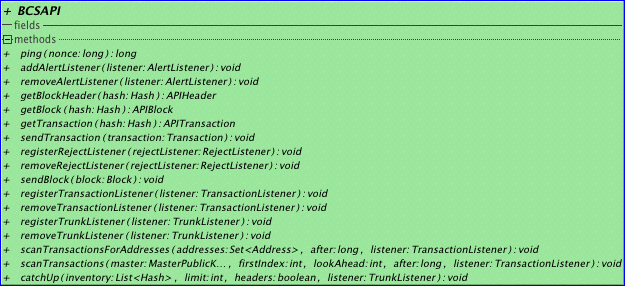 + BCSAPI
fields
methods
+ ping(nonce:long):long
+ addAlertListener(listener:AlertListener):void
+ removeAlertListener(listener:AlertListener):void
+ getBlockHeader(hash:Hash):APIHeader
+ getBlock(hash:Hash):APIBlock
+ getTransaction(hash:Hash):APITransaction
+ sendTransaction(transaction:Transaction):void
+ registerRejectListener(rejectListener:RejectListener):void
+ removeRejectListener(rejectListener:RejectListener):void
+ sendBlock(block:Block):void
+ registerTransactionListener(listener:TransactionListener):void
+ removeTransactionListener(listener:TransactionListener):void
+ registerTrunkListener(listener:TrunkListener):void
+ removeTrunkListener(listener:TrunkListener):void
+ scanTransactionsForAddresses(addresses:Set<Address>, after:long, listener:TransactionListener):void
+ scanTransactions(master:MasterPublicK..., firstIndex:int, lookAhead:int, after:long, listener:TransactionListener):void
+ catchUp(inventory:List<Hash>, limit:int, headers:boolean, listener:TrunkListener):void